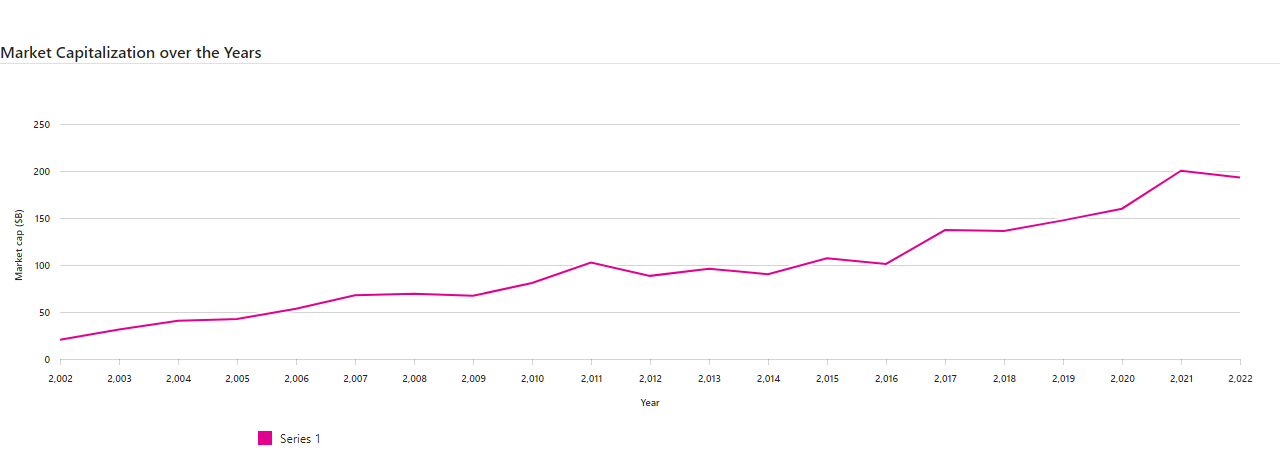 Market Capitalization over the Years
250
200
150
100
50
0
Market cap ($B)
2,002 2,003 2,004 2,005 2,006 2,007 2,008 2,009 2,010 2,011 2,012 2,013 2,014 2,015 2,016 2,017 2,018 2,019 2,020 2,021 2,022
Year
Series 1